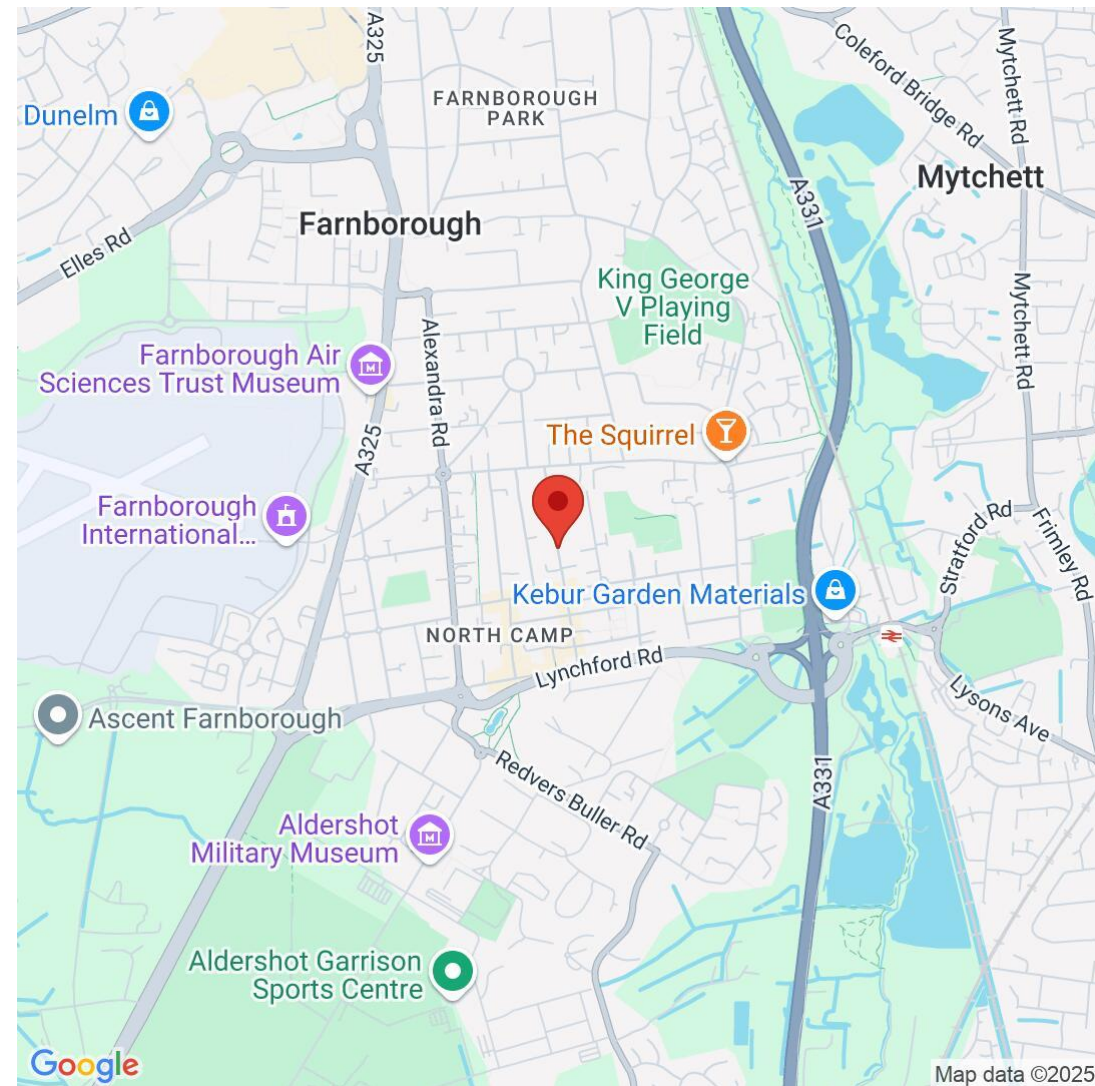 A325
Coleford Bridge Rd
Mytchett Rd
Dunelm
FARNBOROUGH
PARK
Mytchett
A331
Farnborough
Elles Rd
King George
V Playing
Field
Mytchett Rd
Farnborough Air
Sciences Trust Museum
Alexandra Rd
The Squirrel
A325
Farnborough
International...
Stratford Rd
Frimley Rd
Kebur Garden Materials
NORTH CAMP
Lynchford Rd
Lysons Ave
Ascent Farnborough
Redvers Buller Rd
A331
Aldershot
Military Museum
Aldershot Garrison
Sports Centre
Google
Map data ©2025